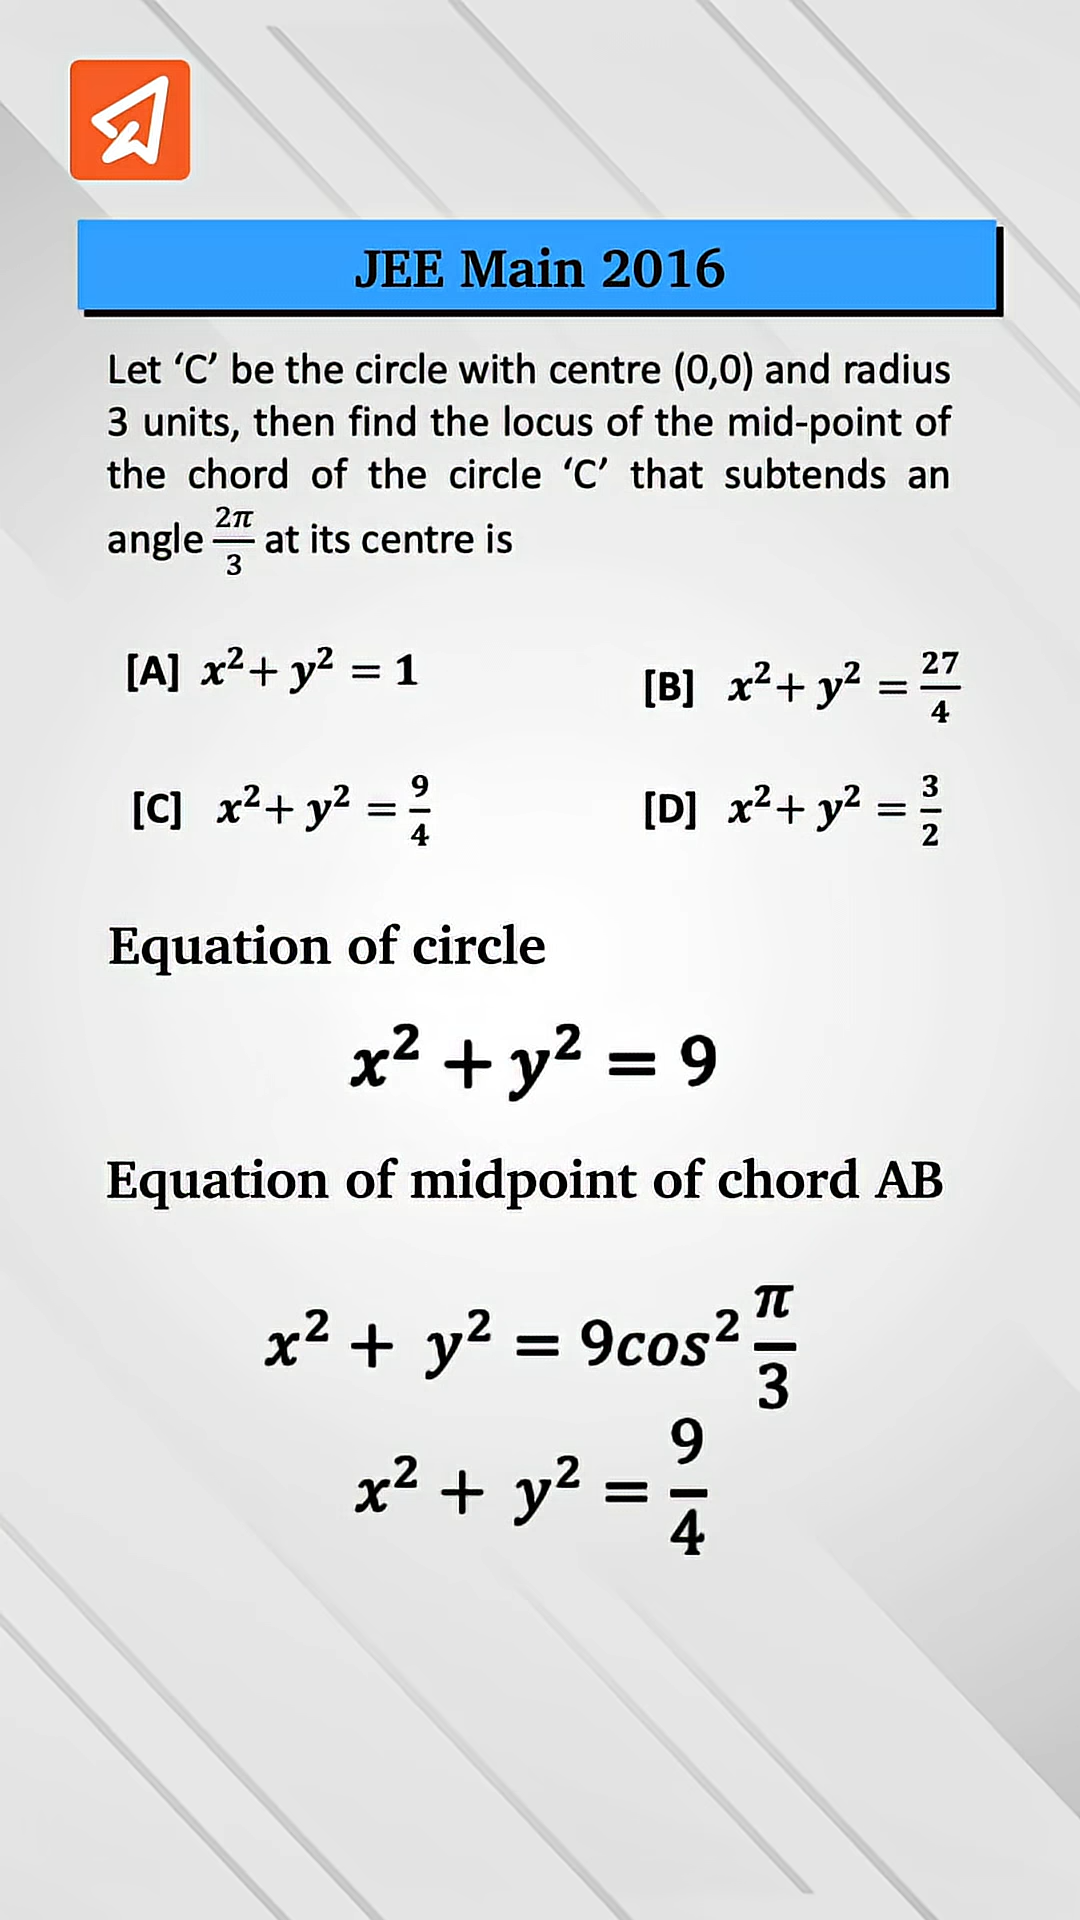 JEE Main 2016
Let ‘C’ be the circle with centre (0,0) and radius
3 units, then find the locus of the mid-point of
the chord of the circle ‘C’ that subtends an
angle 2π/3 at its centre is
[A] x² + y² = 1
[B] x² + y² = 27/4
[C] x² + y² = 9/4
[D] x² + y² = 3/2
Equation of circle
x² + y² = 9
Equation of midpoint of chord AB
x² + y² = 9cos² π/3
x² + y² = 9/4